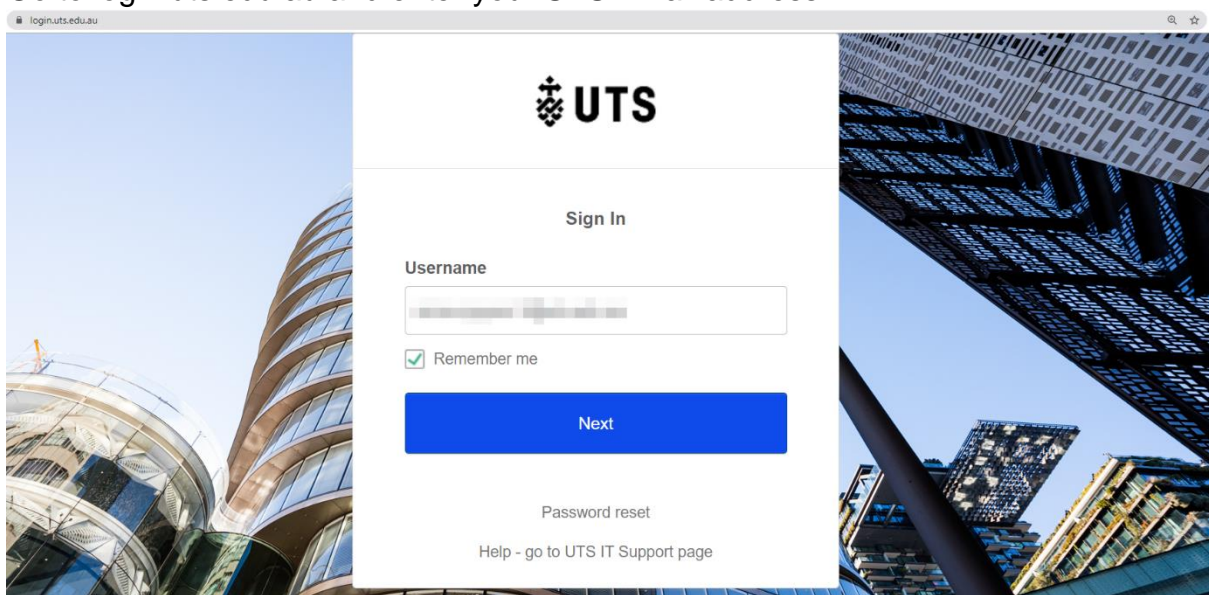 login.uts.edu.au
UTS
Sign In
Username
Remember me
Next
Password reset
Help - go to UTS IT Support page